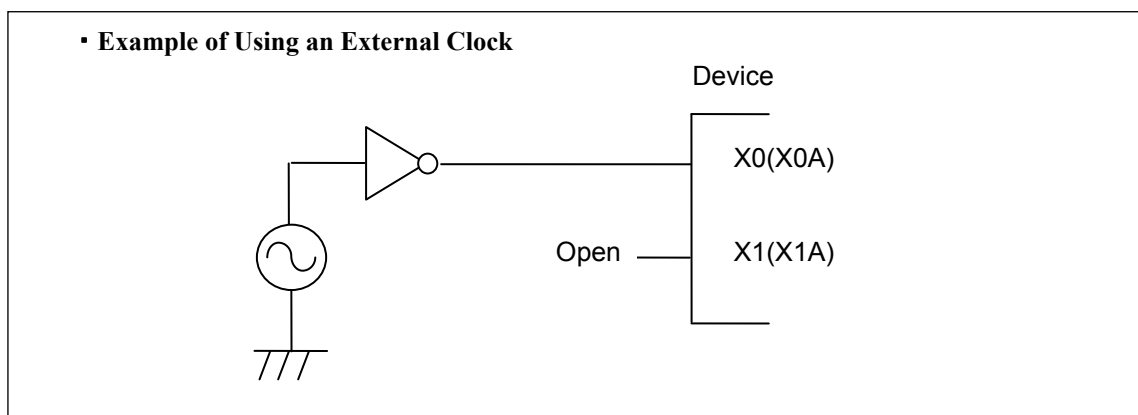 ▪ Example of Using an External Clock
Device
X0(X0A)
Open
X1(X1A)